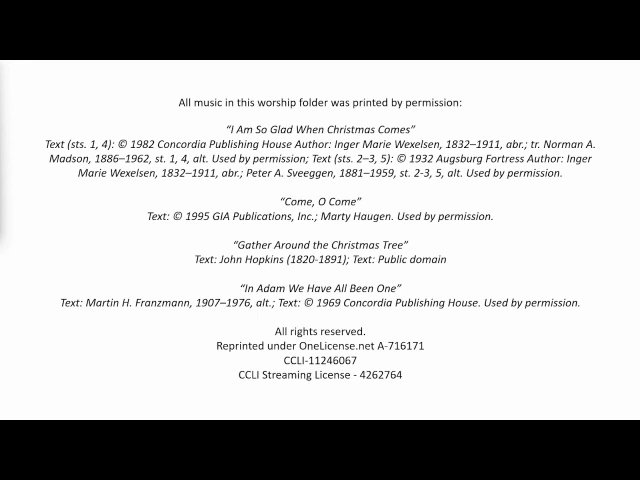 All music in this worship folder was printed by permission:
“I Am So Glad When Christmas Comes”
Text (sts. 1, 4): © 1982 Concordia Publishing House Author: Inger Marie Wexelsen, 1832–1911, abr.; tr. Norman A.
Madson, 1886–1962, st. 1, 4, alt. Used by permission; Text (sts. 2–3, 5): © 1932 Augsburg Fortress Author: Inger
Marie Wexelsen, 1832–1911, abr.; Peter A. Sveeggen, 1881–1959, st. 2-3, 5, alt. Used by permission.
“Come, O Come”
Text: © 1995 GIA Publications, Inc.; Marty Haugen. Used by permission.
“Gather Around the Christmas Tree”
Text: John Hopkins (1820-1891); Text: Public domain
“In Adam We Have All Been One”
Text: Martin H. Franzmann, 1907–1976, alt.; Text: © 1969 Concordia Publishing House. Used by permission.
All rights reserved.
Reprinted under OneLicense.net A-716171
CCLI-11246067
CCLI Streaming License - 4262764